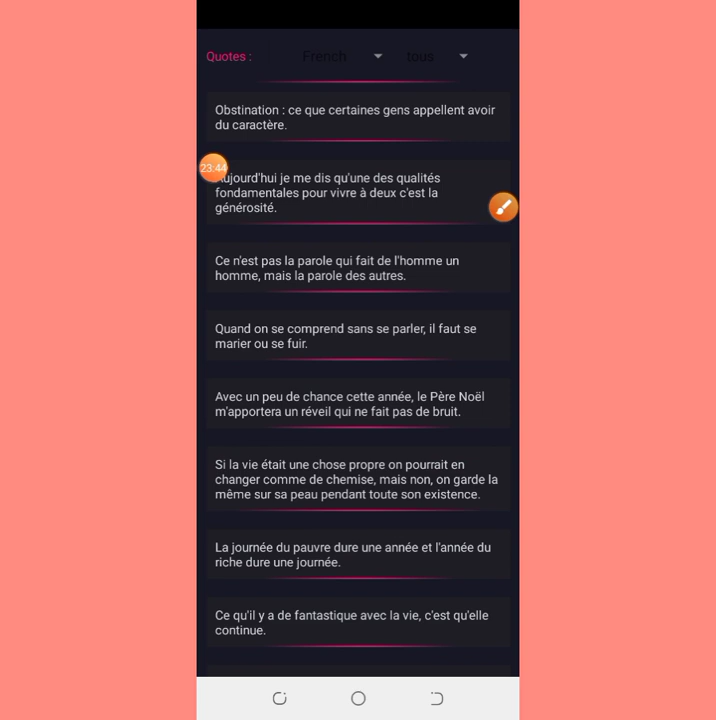 Quotes : French tous
Obstination : ce que certaines gens appellent avoir
du caractère.
23:44
Aujourd'hui je me dis qu'une des qualités
fondamentales pour vivre à deux c'est la
générosité.
Ce n'est pas la parole qui fait de l'homme un
homme, mais la parole des autres.
Quand on se comprend sans se parler, il faut se
marier ou se fuir.
Avec un peu de chance cette année, le Père Noël
m'apportera un réveil qui ne fait pas de bruit.
Si la vie était une chose propre on pourrait en
changer comme de chemise, mais non, on garde la
même sur sa peau pendant toute son existence.
La journée du pauvre dure une année et l'année du
riche dure une journée.
Ce qu'il y a de fantastique avec la vie, c'est qu'elle
continue.